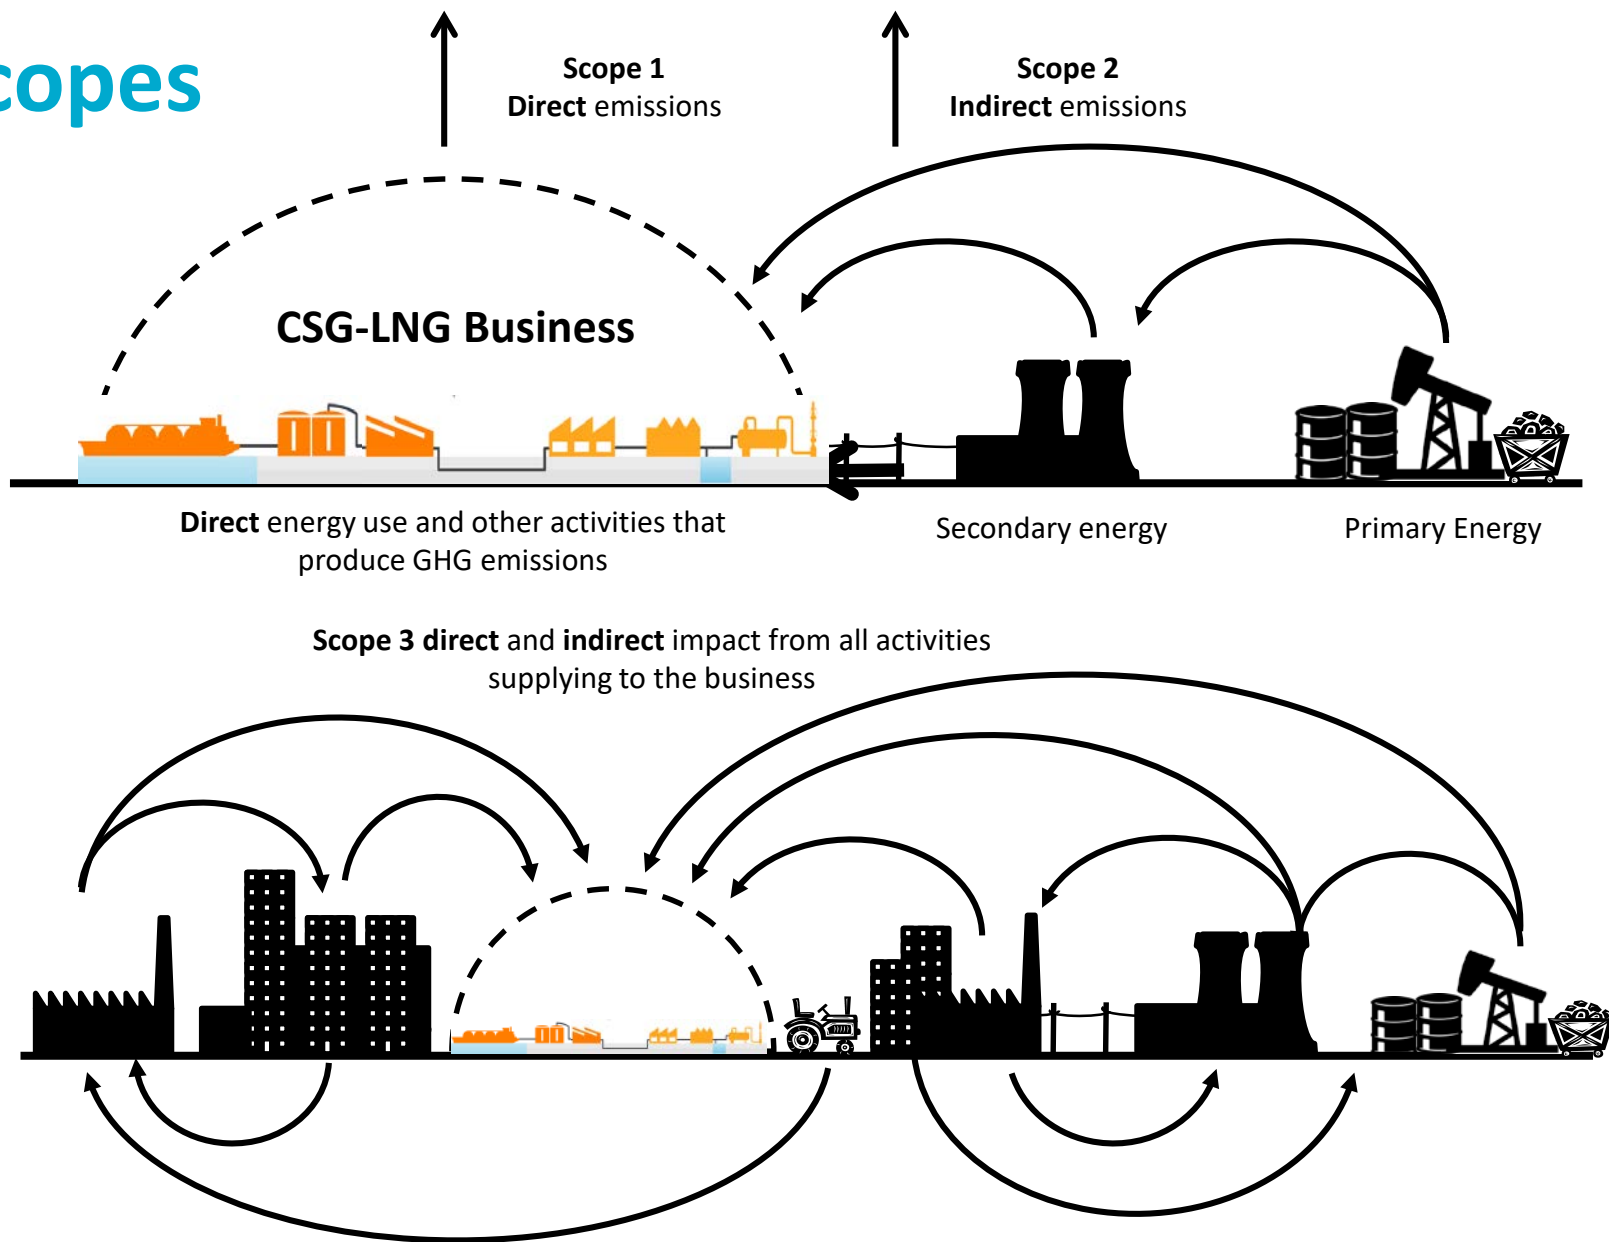 copes
Scope 1
Direct emissions
Scope 2
Indirect emissions
CSG-LNG Business
Direct energy use and other activities that
produce GHG emissions
Secondary energy
Primary Energy
Scope 3 direct and indirect impact from all activities
supplying to the business